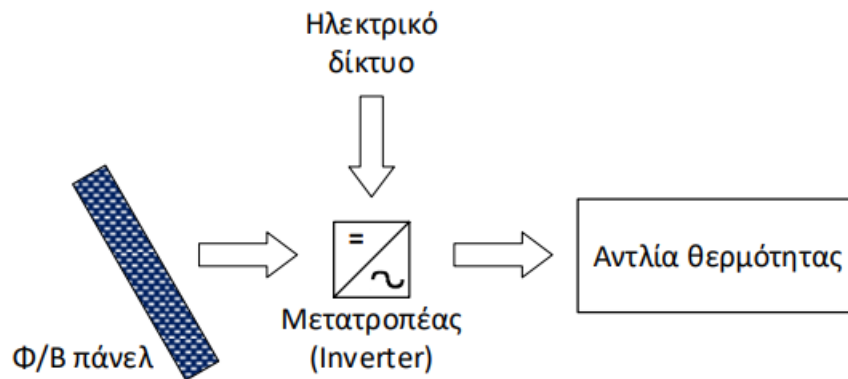 Ηλεκτρικό
δίκτυο
=
Αντλία θερμότητας
Μετατροπέας
(Inverter)
Φ/Β πάνελ